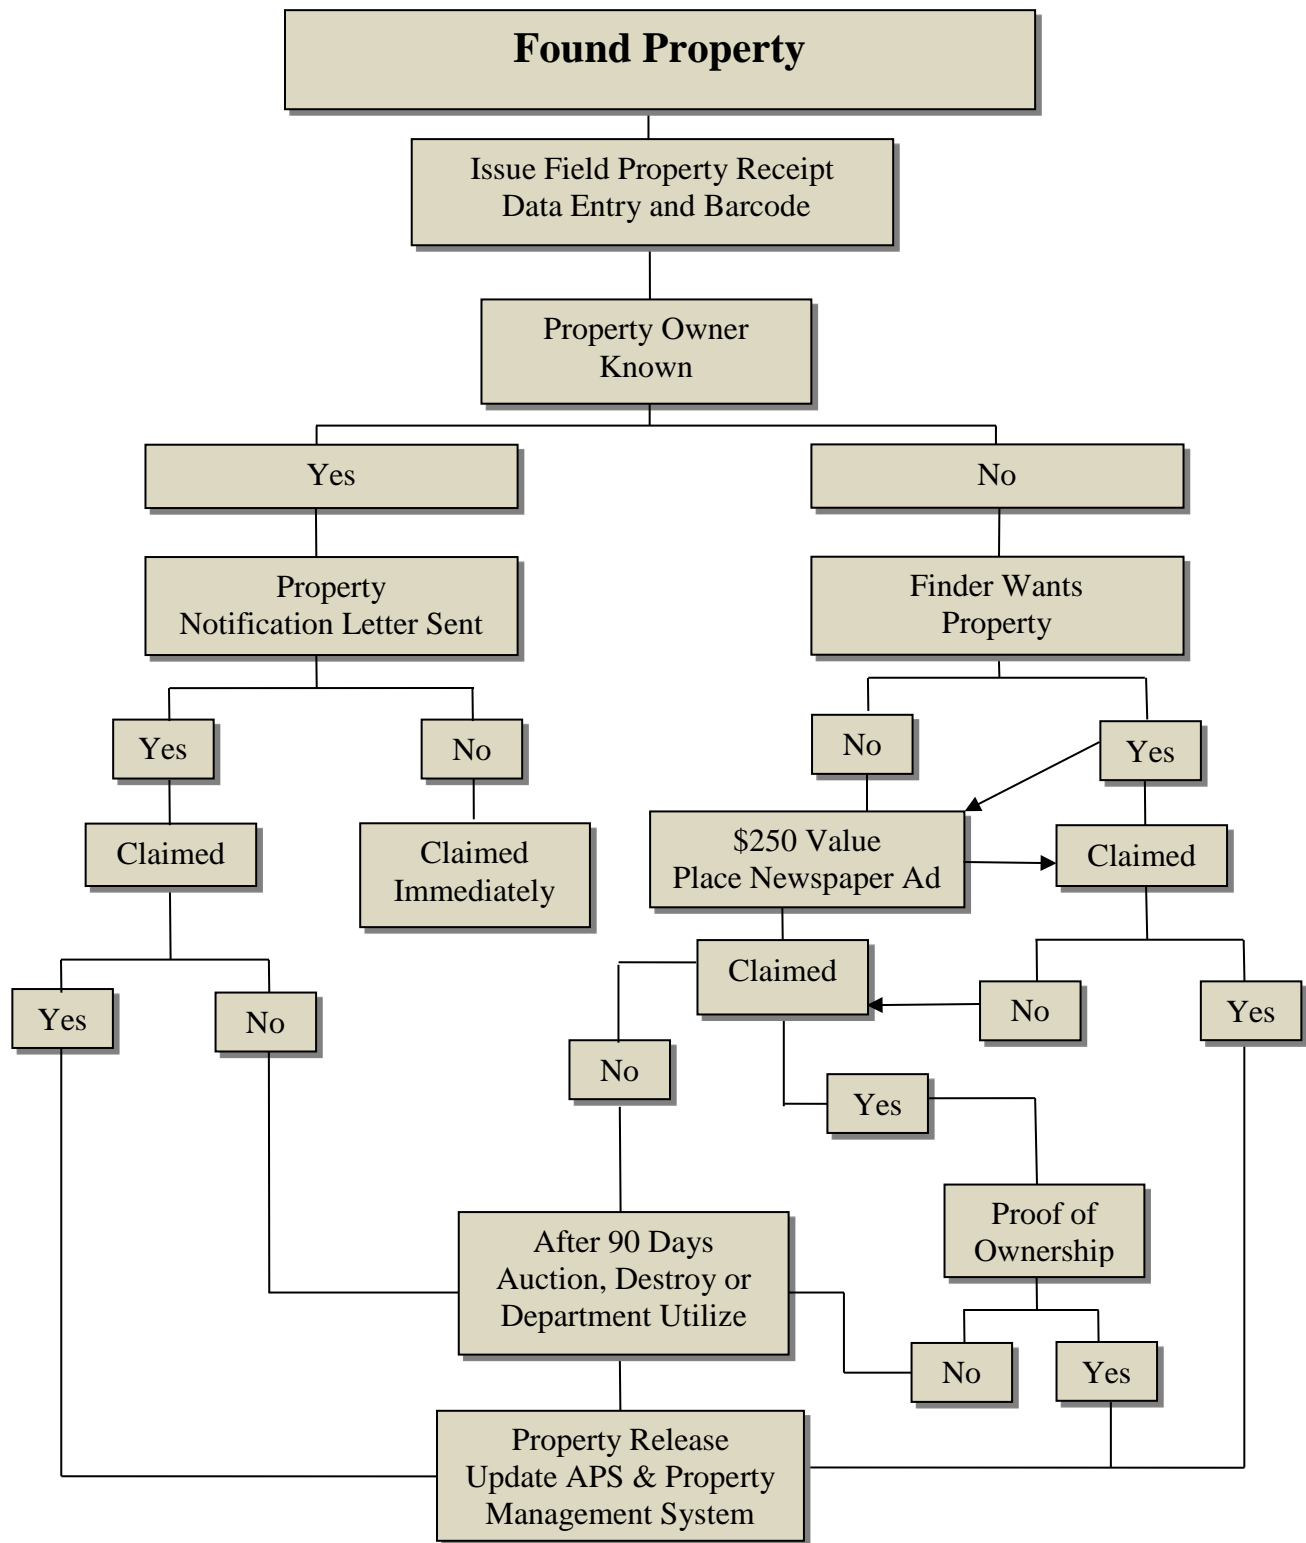 Found Property
Issue Field Property Receipt
Data Entry and Barcode
Property Owner
Known
Yes
No
Property
Notification Letter Sent
Finder Wants
Property
Yes
No
No
Yes
Claimed
Claimed
Immediately
$250 Value
Place Newspaper Ad
Claimed
Claimed
Yes
No
No
Yes
No
Yes
Proof of
Ownership
After 90 Days
Auction, Destroy or
Department Utilize
No
Yes
Property Release
Update APS & Property
Management System